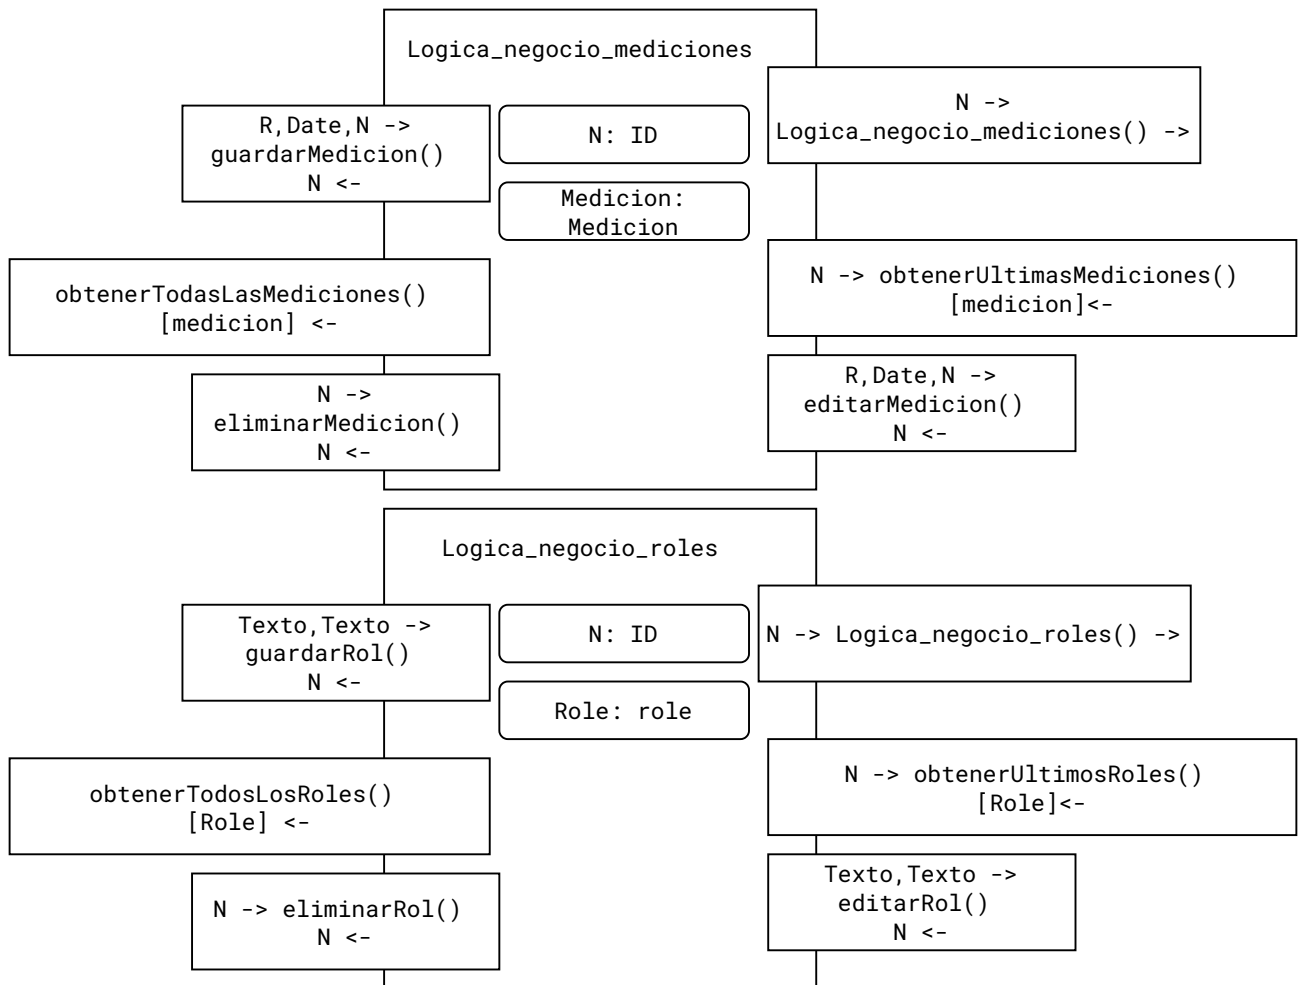 Logica_negocio_mediciones
N ->
Logica_negocio_mediciones() ->
R,Date,N ->
guardarMedicion()
N <-
N: ID
Medicion:
Medicion
N -> obtenerUltimasMediciones()
[medicion]<-
obtenerTodasLasMediciones()
[medicion] <-
R,Date,N ->
editarMedicion()
N <-
N ->
eliminarMedicion()
N <-
Logica_negocio_roles
Texto,Texto ->
guardarRol()
N <-
N: ID
N -> Logica_negocio_roles() ->
Role: role
N -> obtenerUltimosRoles()
[Role]<-
obtenerTodosLosRoles()
[Role] <-
Texto,Texto ->
editarRol()
N <-
N -> eliminarRol()
N <-